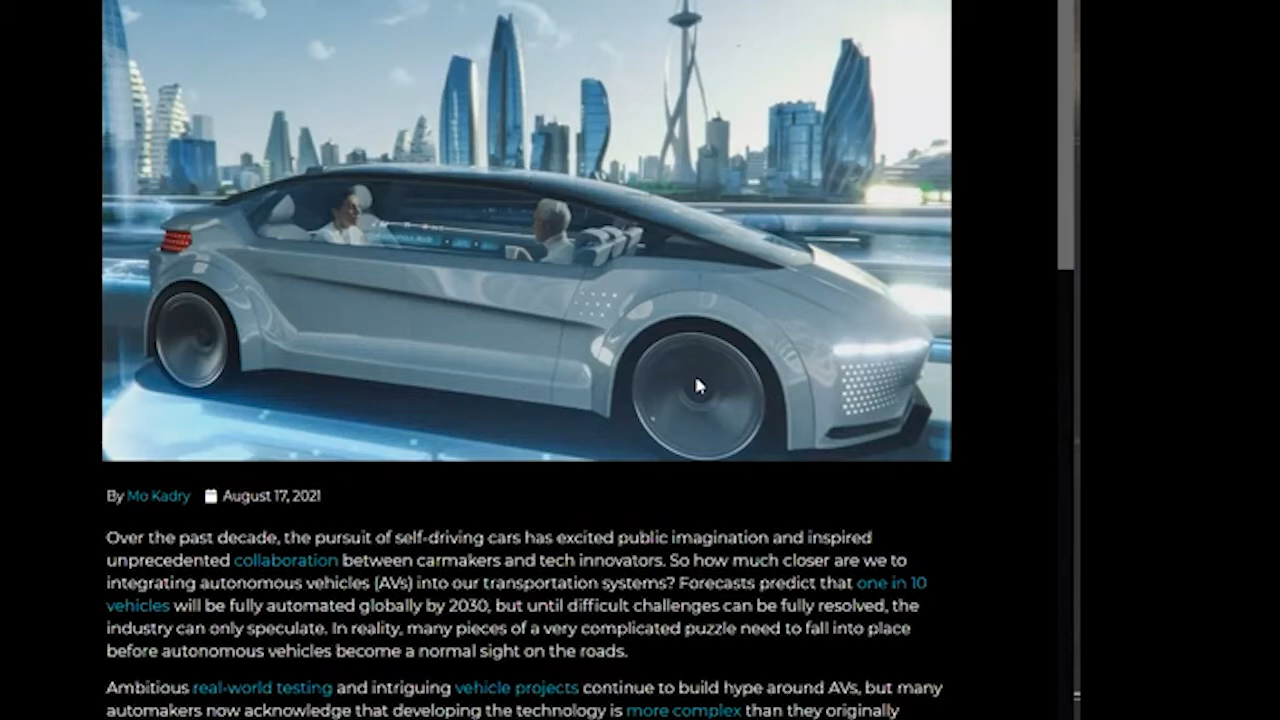 By Mo Kadry August 17, 2021
Over the past decade, the pursuit of self-driving cars has excited public imagination and inspired
unprecedented collaboration between carmakers and tech innovators. So how much closer are we to
integrating autonomous vehicles (AVs) into our transportation systems? Forecasts predict that one in 10
vehicles will be fully automated globally by 2030, but until difficult challenges can be fully resolved, the
industry can only speculate. In reality, many pieces of a very complicated puzzle need to fall into place
before autonomous vehicles become a normal sight on the roads.
Ambitious real-world testing and intriguing vehicle projects continue to build hype around AVs, but many
automakers now acknowledge that developing the technology is more complex than they originally